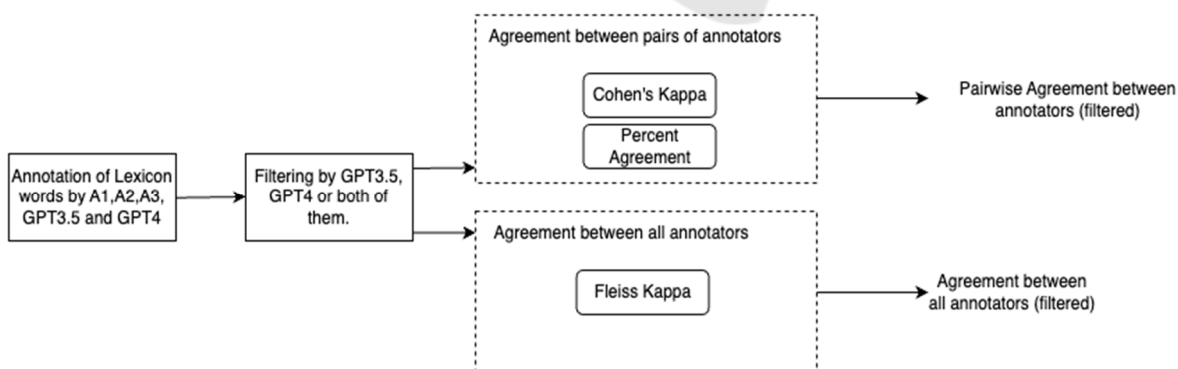 Agreement between pairs of annotators
Cohen's Kappa
Percent
Agreement
Pairwise Agreement between
annotators (filtered)
Annotation of Lexicon
words by A1,A2,A3,
GPT3.5 and GPT4
Filtering by GPT3.5,
GPT4 or both of
them.
Agreement between all annotators
Fleiss Kappa
Agreement between
all annotators (filtered)